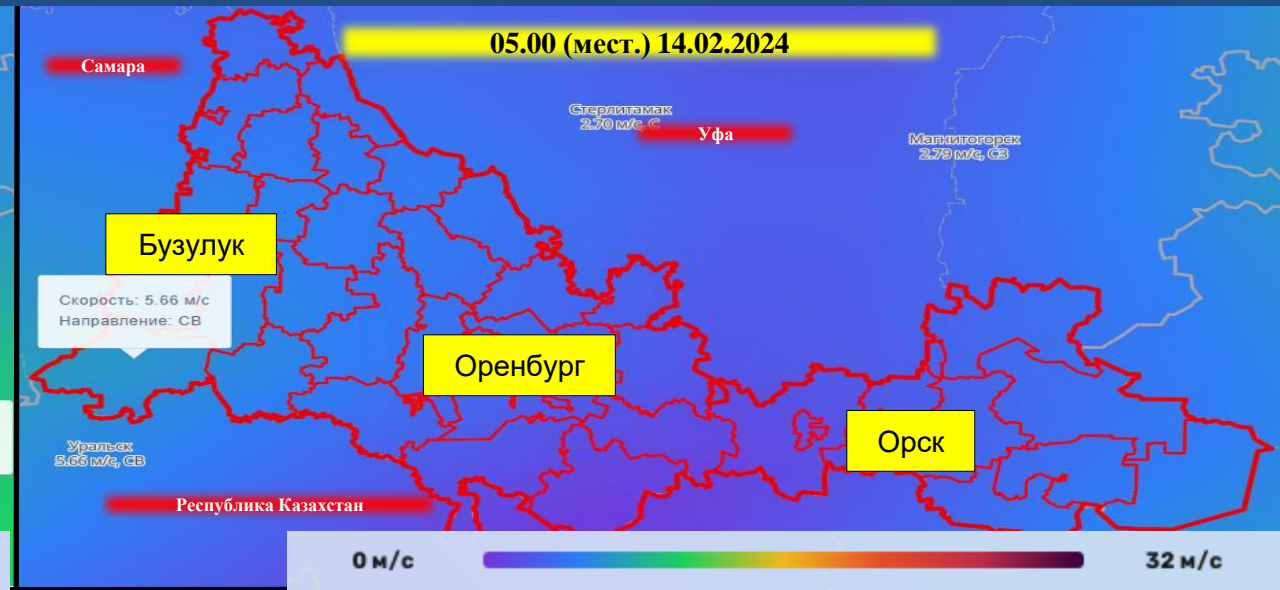 05.00 (мест.) 14.02.2024
Самара
Стерлитамак
2.70 м/с, С
Уфа
Магнитогорск
2.79 м/с, СЗ
Бузулук
Скорость: 5.66 м/с
Направление: СВ
Оренбург
Орск
Уральск
5.66 м/с, СВ
Республика Казахстан
0 м/с
32 м/с